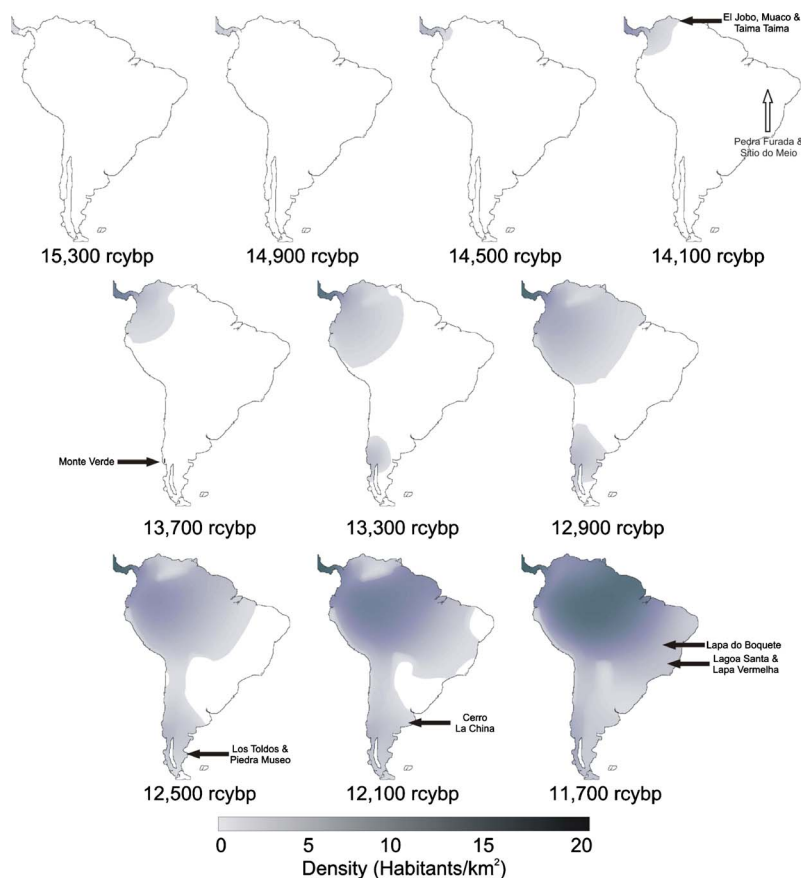 El Jobo, Muaco &
Taima Taima
Pedra Furada &
Sítio do Meio
15,300 rcybp
14,900 rcybp
14,500 rcybp
14,100 rcybp
Monte Verde
13,700 rcybp
13,300 rcybp
12,900 rcybp
Lapa do Boquete
Lagoa Santa &
Lapa Vermelha
Cerro
La China
Los Toldos &
Piedra Museo
12,500 rcybp
12,100 rcybp
11,700 rcybp
0
5
10
15
20
Density (Habitants/km²)